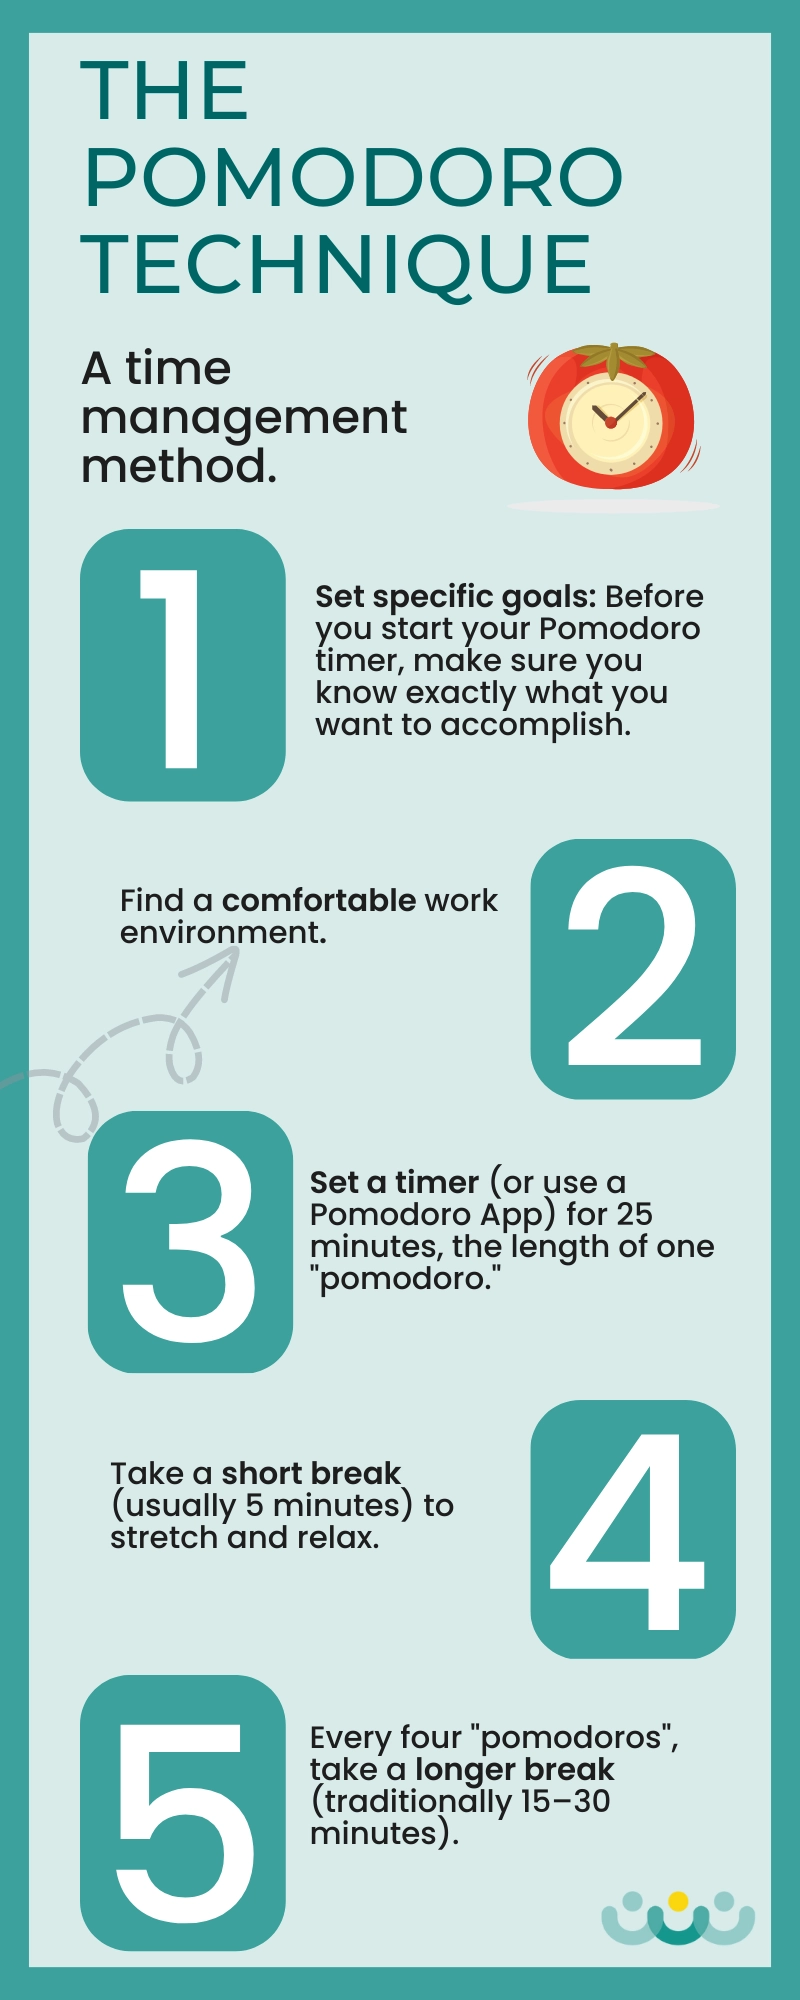 THE
POMODORO
TECHNIQUE
A time
management
method.
1
Set specific goals: Before
you start your Pomodoro
timer, make sure you
know exactly what you
want to accomplish.
Find a comfortable work
environment.
2
3
Set a timer (or use a
Pomodoro App) for 25
minutes, the length of one
"pomodoro."
Take a short break
(usually 5 minutes) to
stretch and relax.
4
5
Every four "pomodoros",
take a longer break
(traditionally 15–30
minutes).